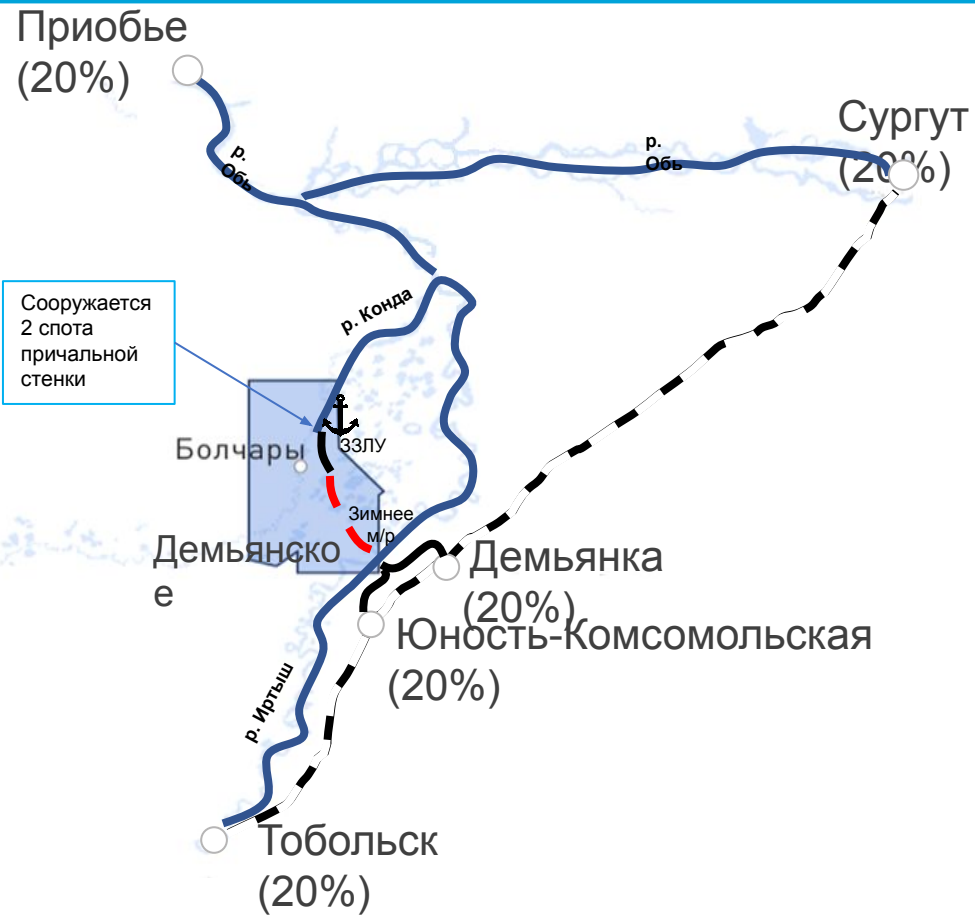 Приобье
(20%)
Сургут
(20%)
р.
Обь
р.
Обь
Сооружается
2 спота
причальной
стенки
р. Конда
Болчары
ЗЗЛУ
Зимнее
м/р
Демьянско
е
Демьянка
(20%)
Юность-Комсомольская
(20%)
р. Иртыш
Тобольск
(20%)